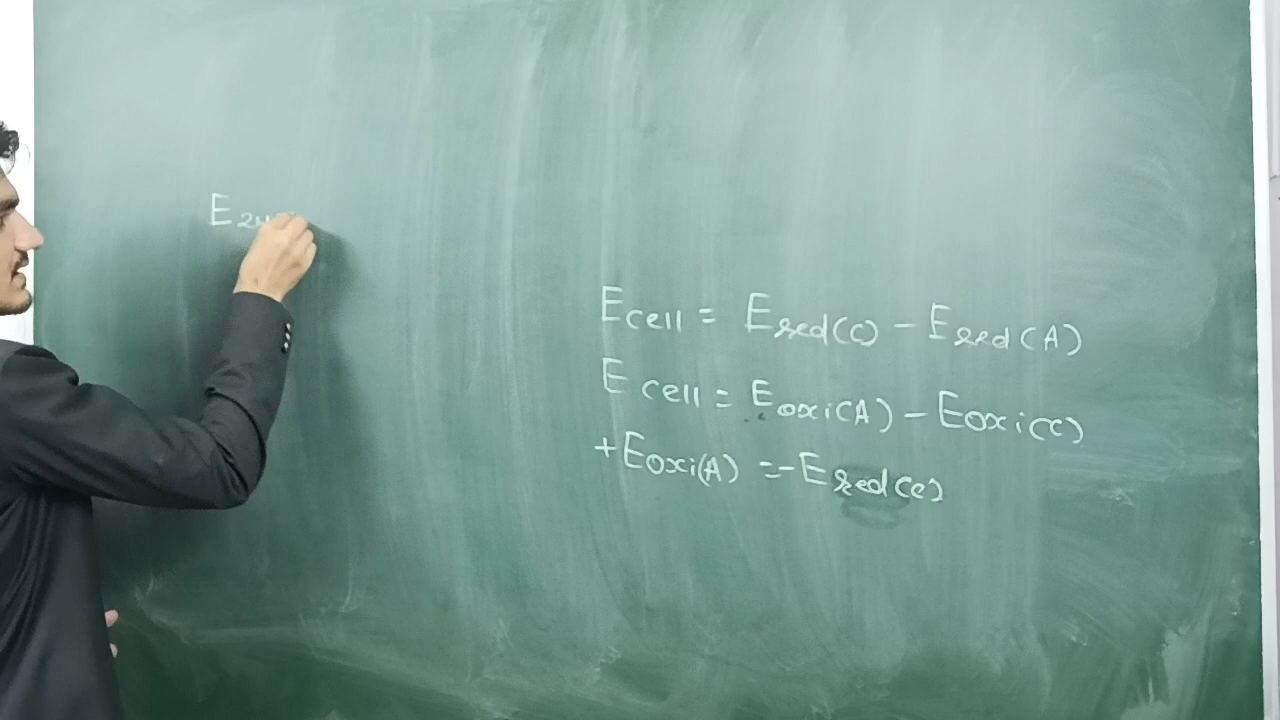 E
Ecell = Ered(C) - Ered(A)
Ecell = Eoxi(A) - Eoxi(C)
+Eoxi(A) = -Ered(C)